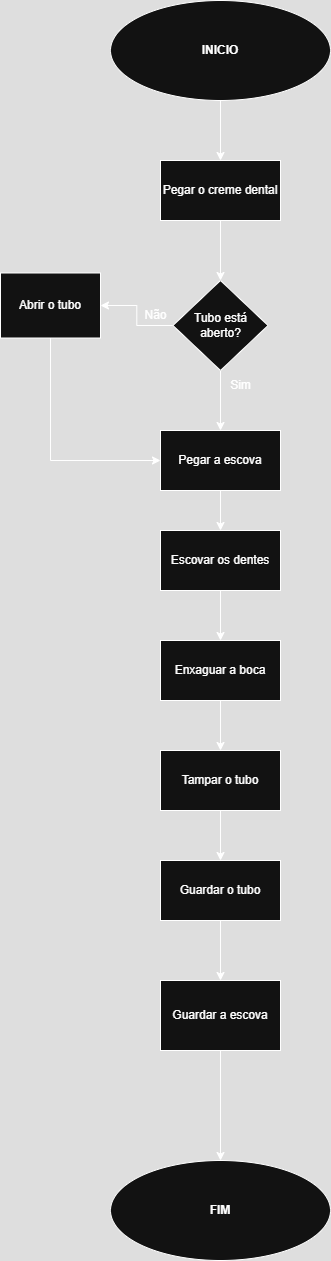 INICIO
Pegar o creme dental
Tubo está
aberto?
Não
Abrir o tubo
Sim
Pegar a escova
Escovar os dentes
Enxaguar a boca
Tampar o tubo
Guardar o tubo
Guardar a escova
FIM